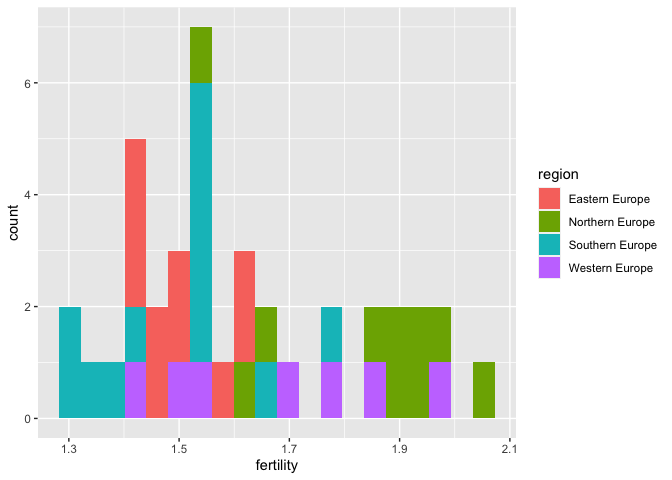 6
4
2
0
count
1.3 1.5 1.7 1.9 2.1
fertility
region
Eastern Europe
Northern Europe
Southern Europe
Western Europe